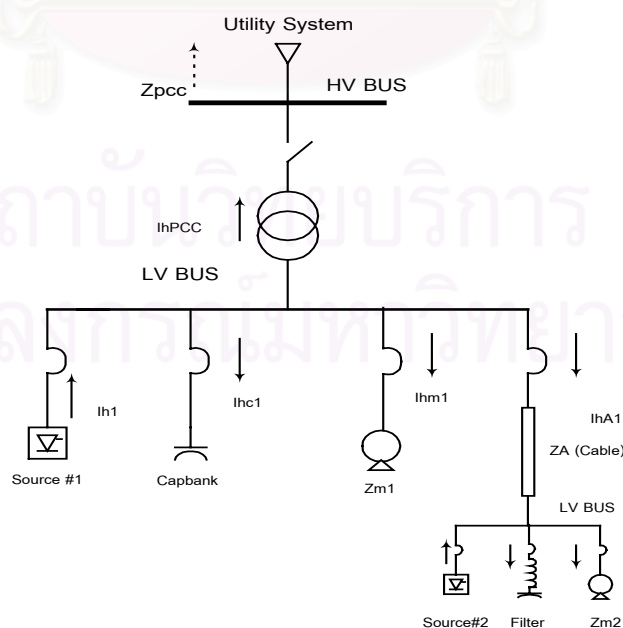 Utility System
Zpcc
HV BUS
IhPCC
LV BUS
Ih1
Ihc1
Ihm1
IhA1
ZA (Cable)
Source #1
Capbank
Zm1
LV BUS
Source#2
Filter
Zm2